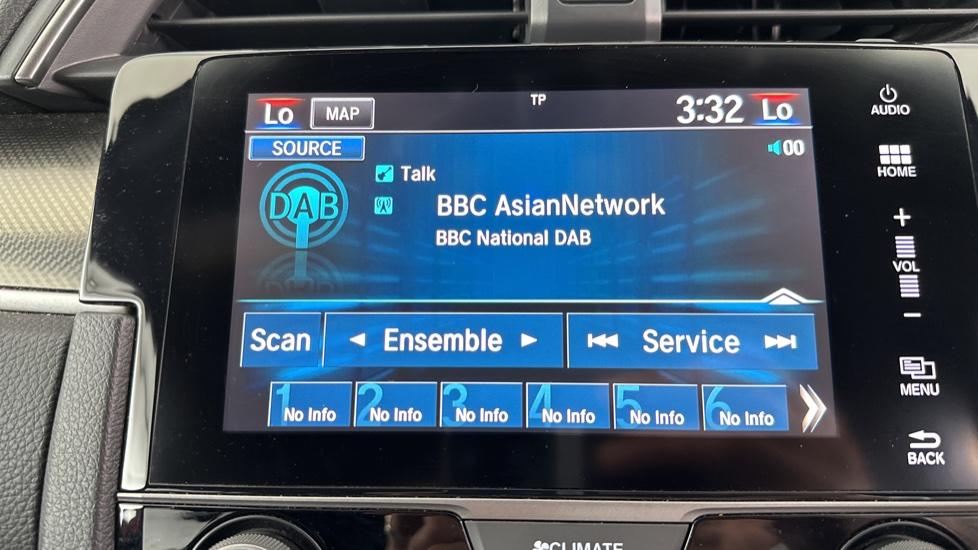 Lo MAP TP 3:32 Lo
SOURCE 00
DAB Talk
BBC AsianNetwork
BBC National DAB
Scan Ensemble Service
1 No Info 2 No Info 3 No Info 4 No Info 5 No Info 6 No Info
AUDIO
HOME
+
VOL
−
MENU
BACK
CLIMATE